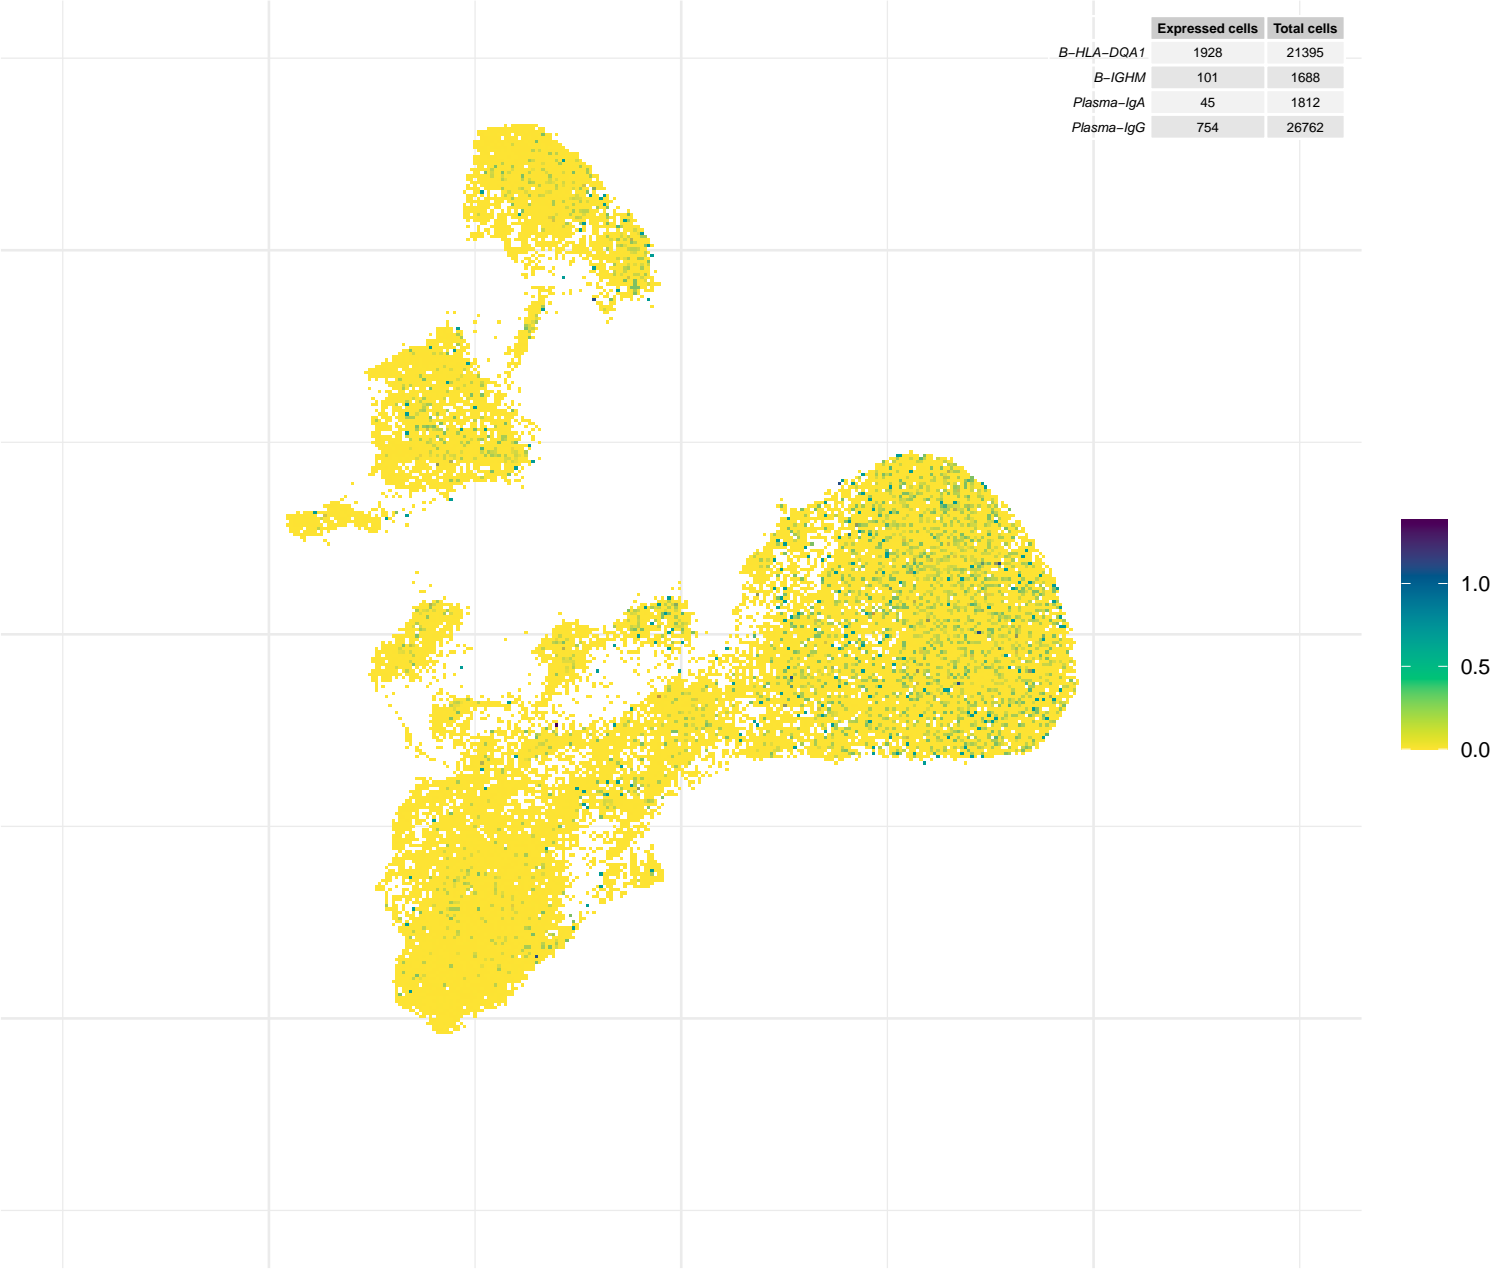 Expressed cells Total cells
B−HLA−DQA1 1928 21395
B−IGHM 101 1688
Plasma−IgA 45 1812
Plasma−IgG 754 26762
1.0
0.5
0.0